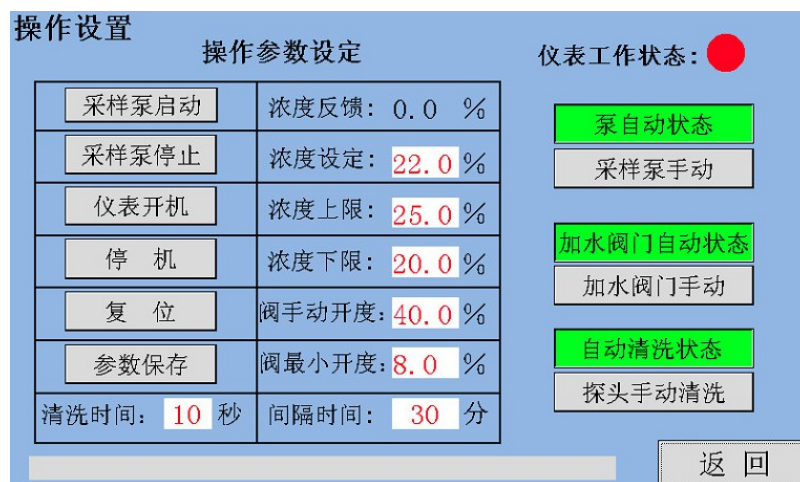 操作设置
操作参数设定
仪表工作状态:
采样泵启动 浓度反馈: 0.0 %
采样泵停止 浓度设定: 22.0 %
仪表开机 浓度上限: 25.0 %
停 机 浓度下限: 20.0 %
复 位 阀手动开度: 40.0 %
参数保存 阀最小开度: 8.0 %
清洗时间: 10 秒 间隔时间: 30 分
泵自动状态
采样泵手动
加水阀门自动状态
加水阀门手动
自动清洗状态
探头手动清洗
返 回